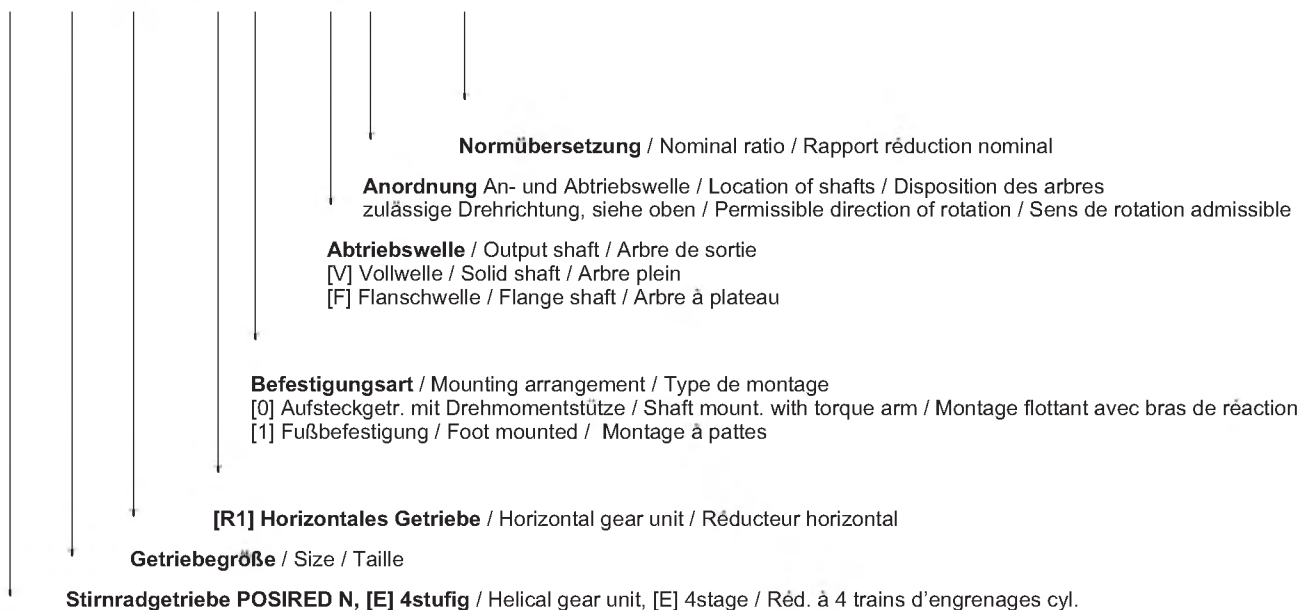 Normübersetzung / Nominal ratio / Rapport réduction nominal
Anordnung An- und Abtriebswelle / Location of shafts / Disposition des arbres
zulässige Drehrichtung, siehe oben / Permissible direction of rotation / Sens de rotation admissible
Abtriebswelle / Output shaft / Arbre de sortie
[V] Vollwelle / Solid shaft / Arbre plein
[F] Flanschwelle / Flange shaft / Arbre à plateau
Befestigungsart / Mounting arrangement / Type de montage
[0] Aufsteckgetr. mit Drehmomentstütze / Shaft mount. with torque arm / Montage flottant avec bras de réaction
[1] Fußbefestigung / Foot mounted / Montage à pattes
[R1] Horizontales Getriebe / Horizontal gear unit / Réducteur horizontal
Getriebegröße / Size / Taille
Stirnradgetriebe POSIRED N, [E] 4stufig / Helical gear unit, [E] 4stage / Réd. à 4 trains d'engrenages cyl.